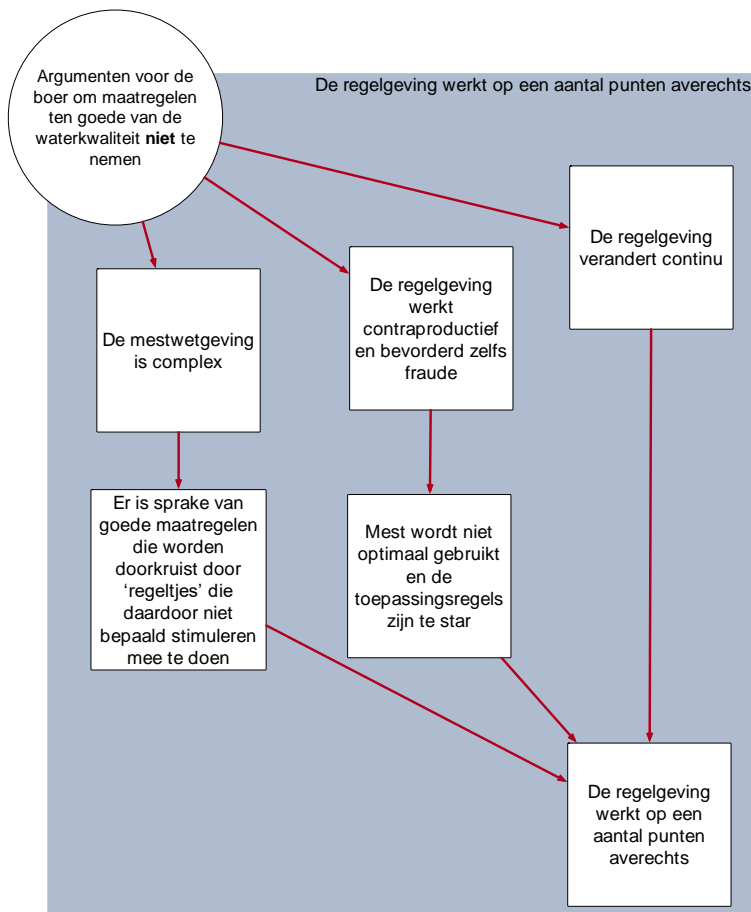 Argumenten voor de
boer om maatregelen
ten goede van de
waterkwaliteit niet te
nemen
De regelgeving werkt op een aantal punten averechts
De regelgeving
verandert continu
De regelgeving
werkt
contraproductief
en bevorderd zelfs
fraude
De mestwetgeving
is complex
Er is sprake van
goede maatregelen
die worden
doorkruist door
‘regeltjes’ die
daardoor niet
bepaald stimuleren
mee te doen
Mest wordt niet
optimaal gebruikt
en de
toepassingsregels
zijn te star
De regelgeving
werkt op een
aantal punten
averechts